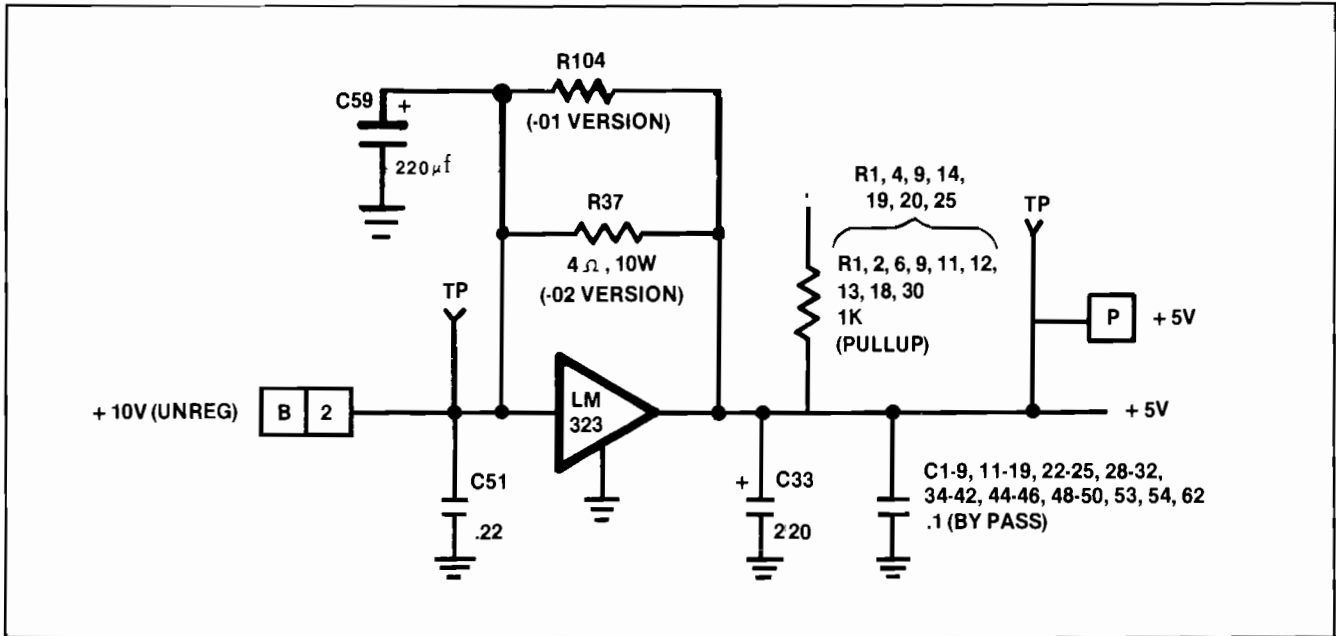 R104
(-01 VERSION)
C59 +
220µf
R37
4 Ω, 10W
(-02 VERSION)
R1, 4, 9, 14,
19, 20, 25
R1, 2, 6, 9, 11, 12,
13, 18, 30
1K
(PULLUP)
TP
P + 5V
TP
+ 10V (UNREG) B 2
LM
323
+ 5V
C51
.22
+ C33
220
C1-9, 11-19, 22-25, 28-32,
34-42, 44-46, 48-50, 53, 54, 62
.1 (BY PASS)